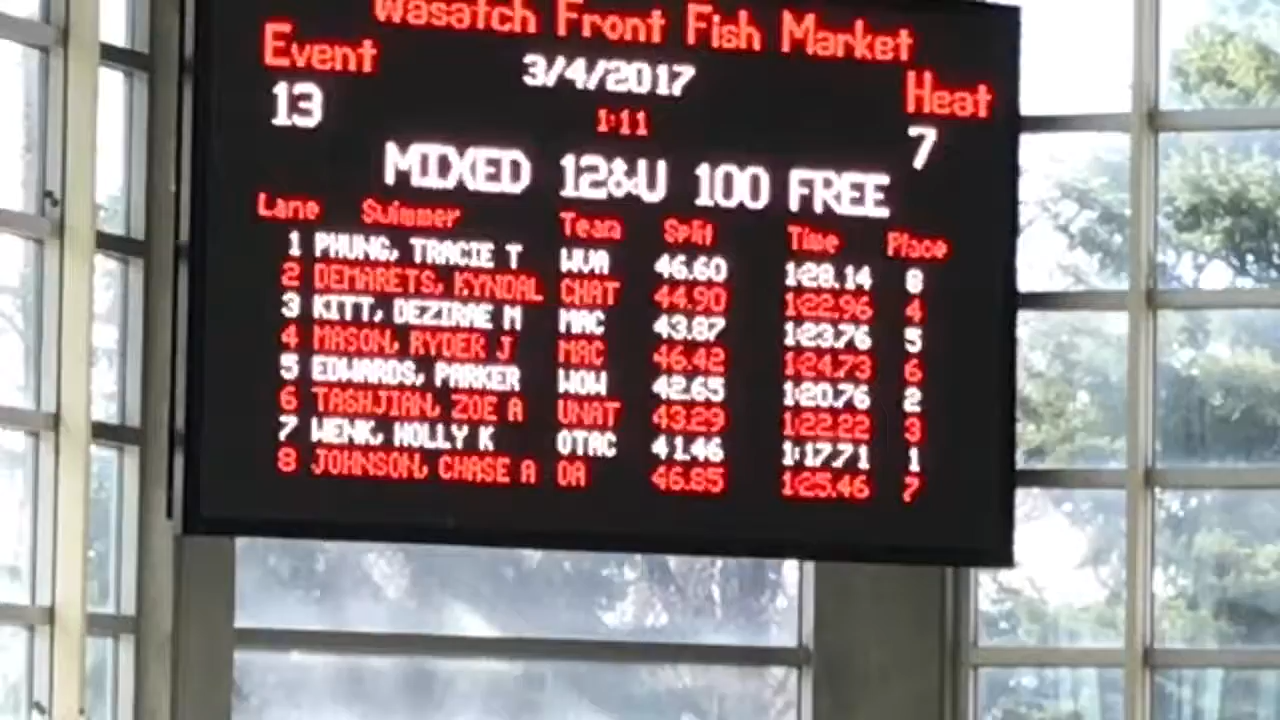 Wasatch Front Fish Market
Event 3/4/2017 Heat
13 1:11 7
MIXED 12&U 100 FREE
Lane Swimmer Team Split Time Place
1 PHUNG, TRACIE T WVA 46.60 1:28.14 8
2 DEMARETS, KYNDAL CHAT 44.90 1:22.96 4
3 KITT, DEZIRAE M MAC 43.87 1:23.76 5
4 MASON, RYDER J MAC 46.42 1:24.73 6
5 EDWARDS, PARKER WOW 42.65 1:20.76 2
6 TASHJIAN, ZOE A UNAT 43.29 1:22.22 3
7 WENK, HOLLY K OTAC 41.46 1:17.71 1
8 JOHNSON, CHASE A OA 46.85 1:25.46 7